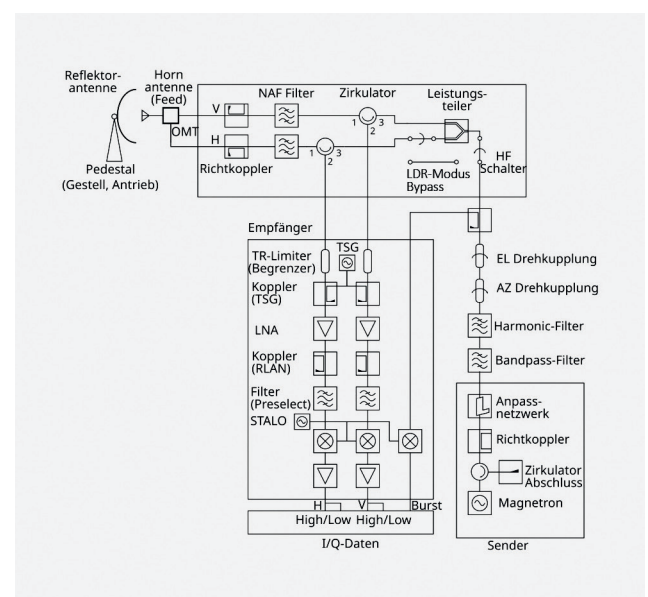 Reflektor-
antenne
Horn
antenne
(Feed)
NAF Filter
Zirkulator
Leistungs-
teiler
V
1
3
2
OMT
H
1
3
2
Richtkoppler
LDR-Modus
Bypass
HF
Schalter
Pedestal
(Gestell, Antrieb)
Empfänger
TR-Limiter
(Begrenzer)
TSG
EL Drehkupplung
Koppler
(TSG)
AZ Drehkupplung
LNA
Harmonic-Filter
Koppler
(RLAN)
Bandpass-Filter
Filter
(Preselect)
Anpass-
netzwerk
STALO
Richtkoppler
Zirkulator
Abschluss
Magnetron
H
V
Burst
High/Low
High/Low
I/Q-Daten
Sender